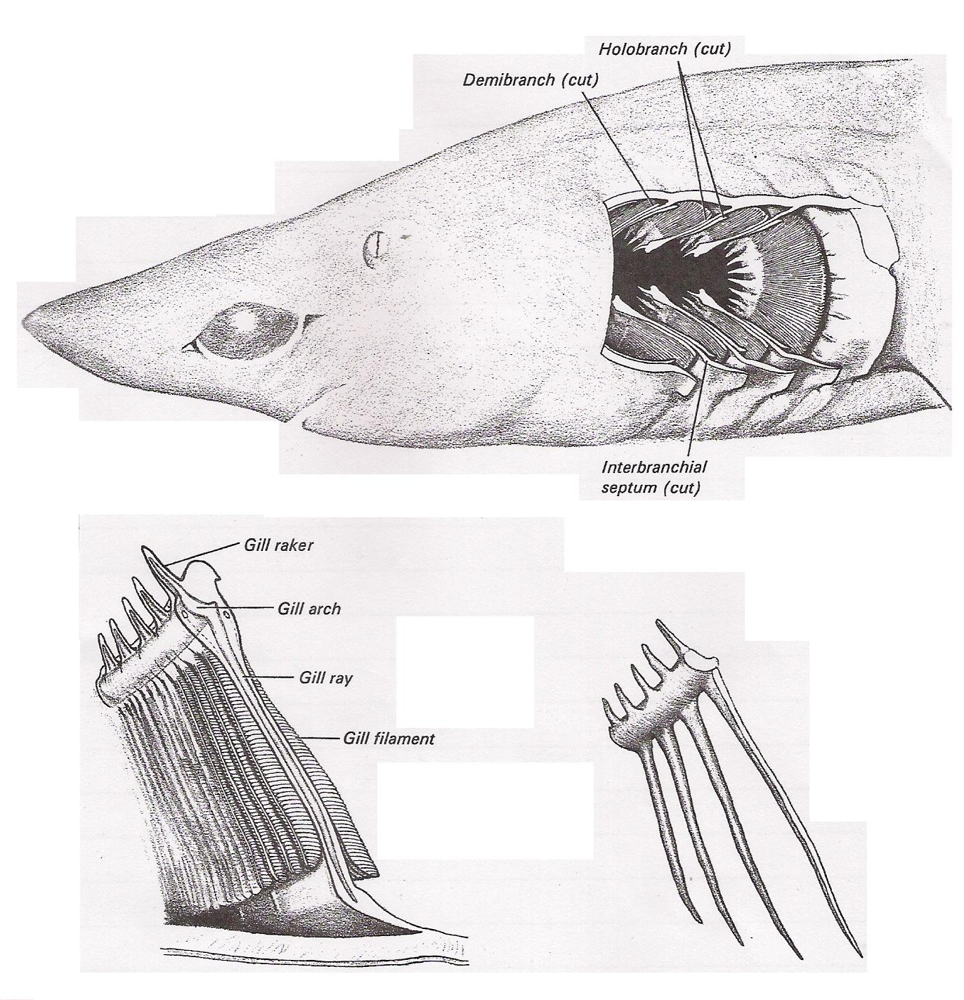 Holobranch (cut)
Demibranch (cut)
Interbranchial
septum (cut)
Gill raker
Gill arch
Gill ray
Gill filament